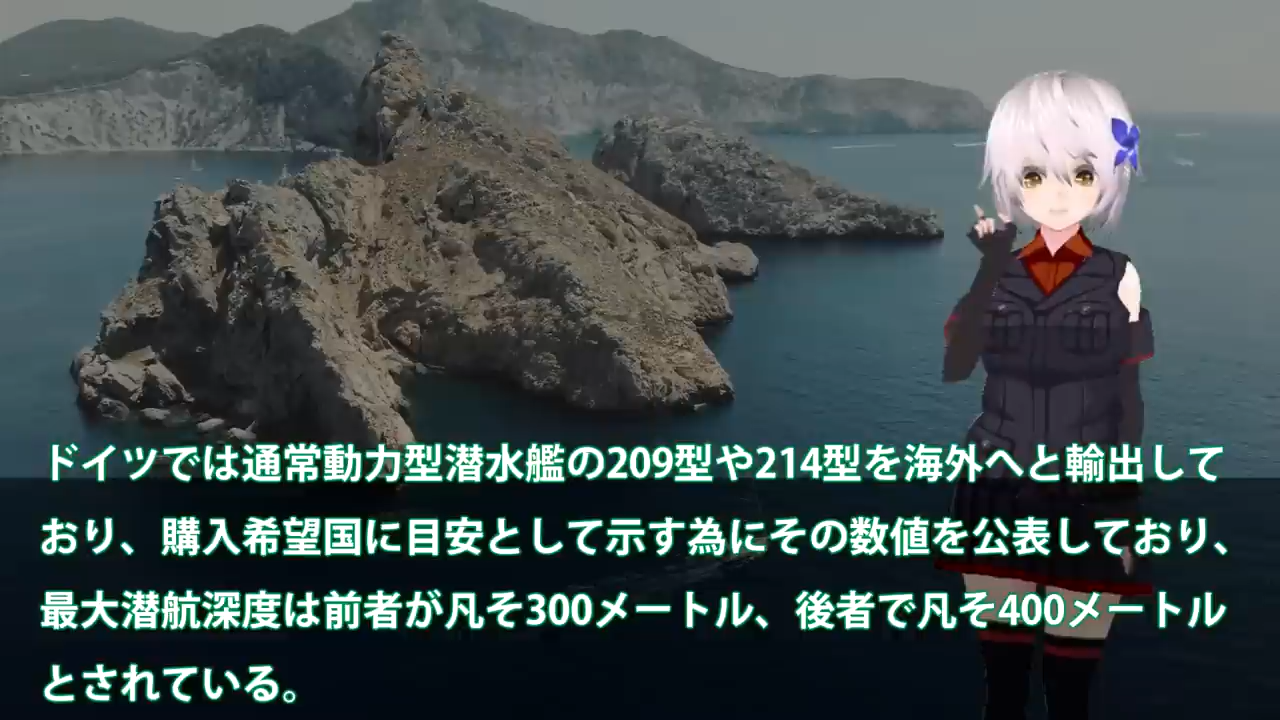 ドイツでは通常動力型潜水艦の209型や214型を海外へと輸出して
おり、購入希望国に目安として示す為にその数値を公表しており、
最大潜航深度は前者が凡そ300メートル、後者で凡そ400メートル
とされている。